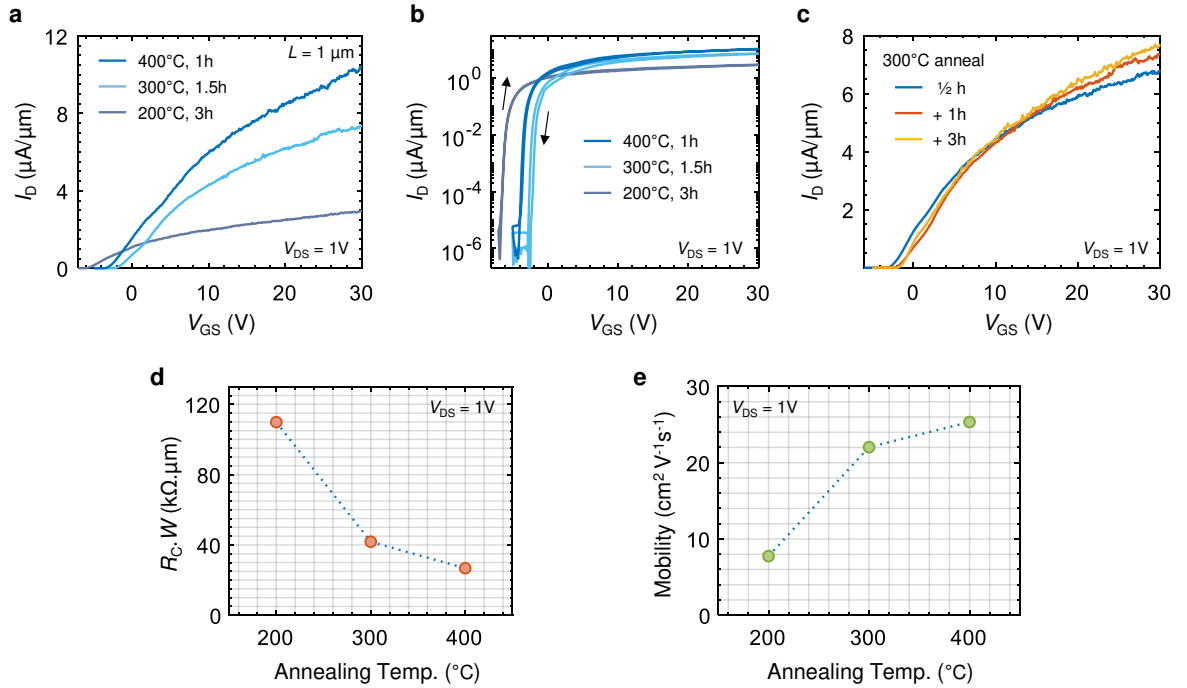 a
12
8
4
0
I_D (µA/µm)
400°C, 1h
300°C, 1.5h
200°C, 3h
L = 1 µm
V_DS = 1V
0 10 20 30
V_GS (V)
b
10^0
10^-2
10^-4
10^-6
I_D (µA/µm)
400°C, 1h
300°C, 1.5h
200°C, 3h
V_DS = 1V
0 10 20 30
V_GS (V)
c
8
6
4
2
I_D (µA/µm)
300°C anneal
½ h
+ 1h
+ 3h
V_DS = 1V
0 10 20 30
V_GS (V)
d
120
80
40
0
R_C.W (kΩ.µm)
V_DS = 1V
200 300 400
Annealing Temp. (°C)
e
30
20
10
0
Mobility (cm² V⁻¹s⁻¹)
V_DS = 1V
200 300 400
Annealing Temp. (°C)